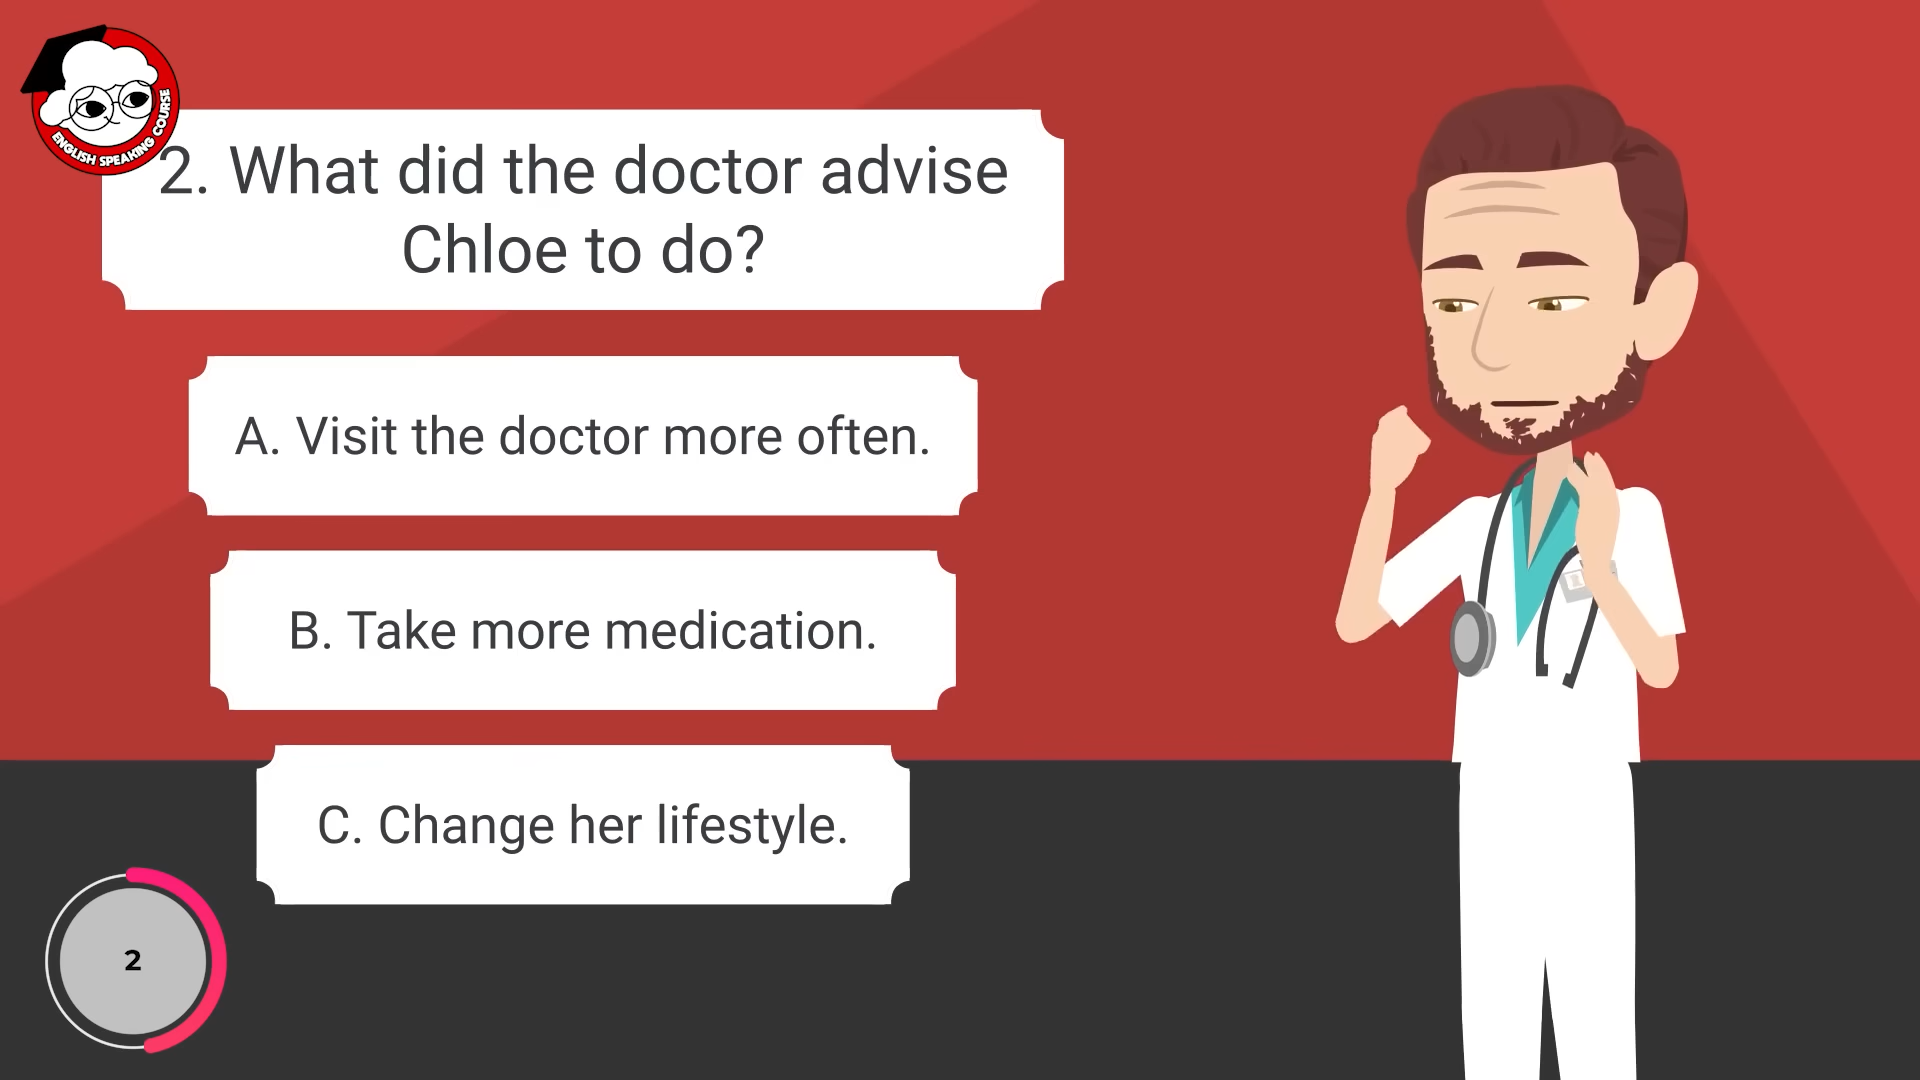 ENGLISH SPEAKING COURSE
2. What did the doctor advise
Chloe to do?
A. Visit the doctor more often.
B. Take more medication.
C. Change her lifestyle.
2